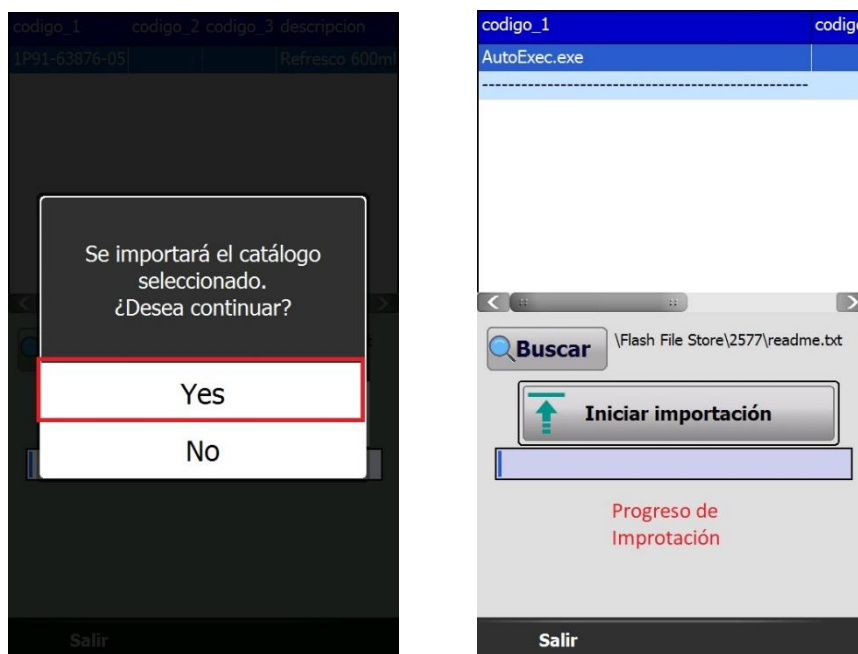 codigo_1 codigo_2 codigo_3 descripcion
1P91-63876-05 Refresco 600ml
Se importará el catálogo
seleccionado.
¿Desea continuar?
Yes
No
Salir
codigo_1 codigo
AutoExec.exe
--------------------------------------------------
Buscar \Flash File Store\2577\readme.txt
Iniciar importación
Progreso de
Improtación
Salir